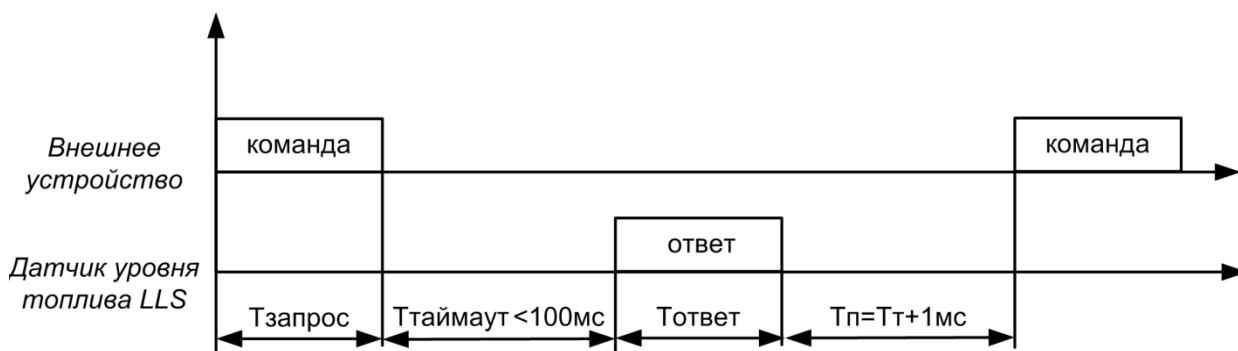 команда
команда
Внешнее
устройство
ответ
Датчик уровня
топлива LLS
Тзапрос
Ттаймаут <100мс
Тответ
Тп=Тт+1мс